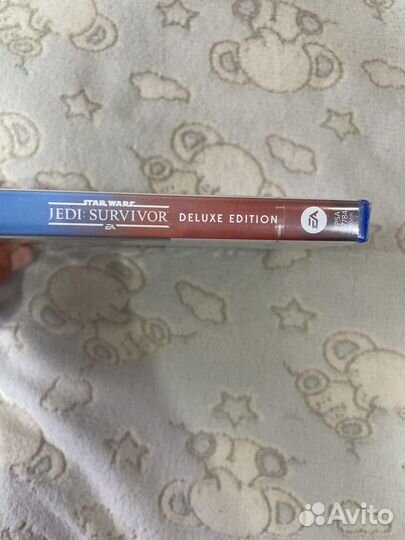 STAR WARS
JEDI: SURVIVOR
EA
DELUXE EDITION
EA
Avito